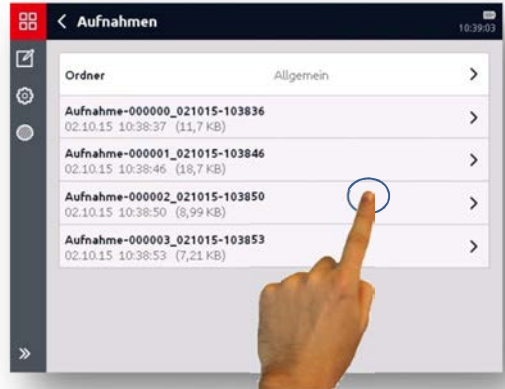 Aufnahmen
10:39:03
Ordner Allgemein
Aufnahme-000000_021015-103836
02.10.15 10:38:37 (11,7 KB)
Aufnahme-000001_021015-103846
02.10.15 10:38:46 (18,7 KB)
Aufnahme-000002_021015-103850
02.10.15 10:38:50 (8,99 KB)
Aufnahme-000003_021015-103853
02.10.15 10:38:53 (7,21 KB)